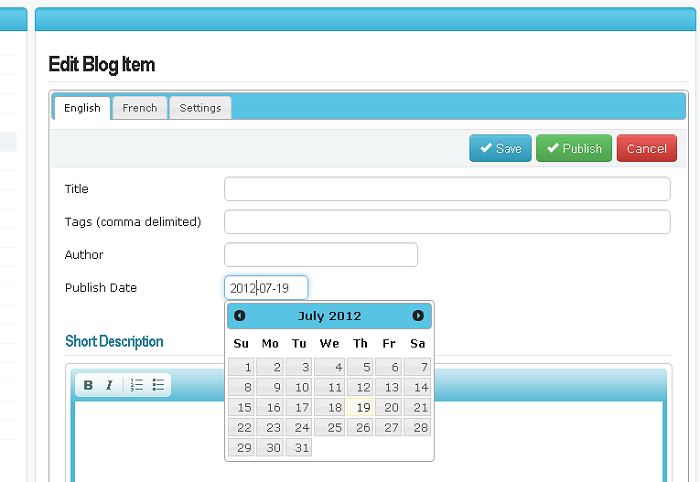 Edit Blog Item
English French Settings
Save Publish Cancel
Title
Tags (comma delimited)
Author
Publish Date 2012-07-19
July 2012
Su Mo Tu We Th Fr Sa
1 2 3 4 5 6 7
8 9 10 11 12 13 14
15 16 17 18 19 20 21
22 23 24 25 26 27 28
29 30 31
Short Description
B I